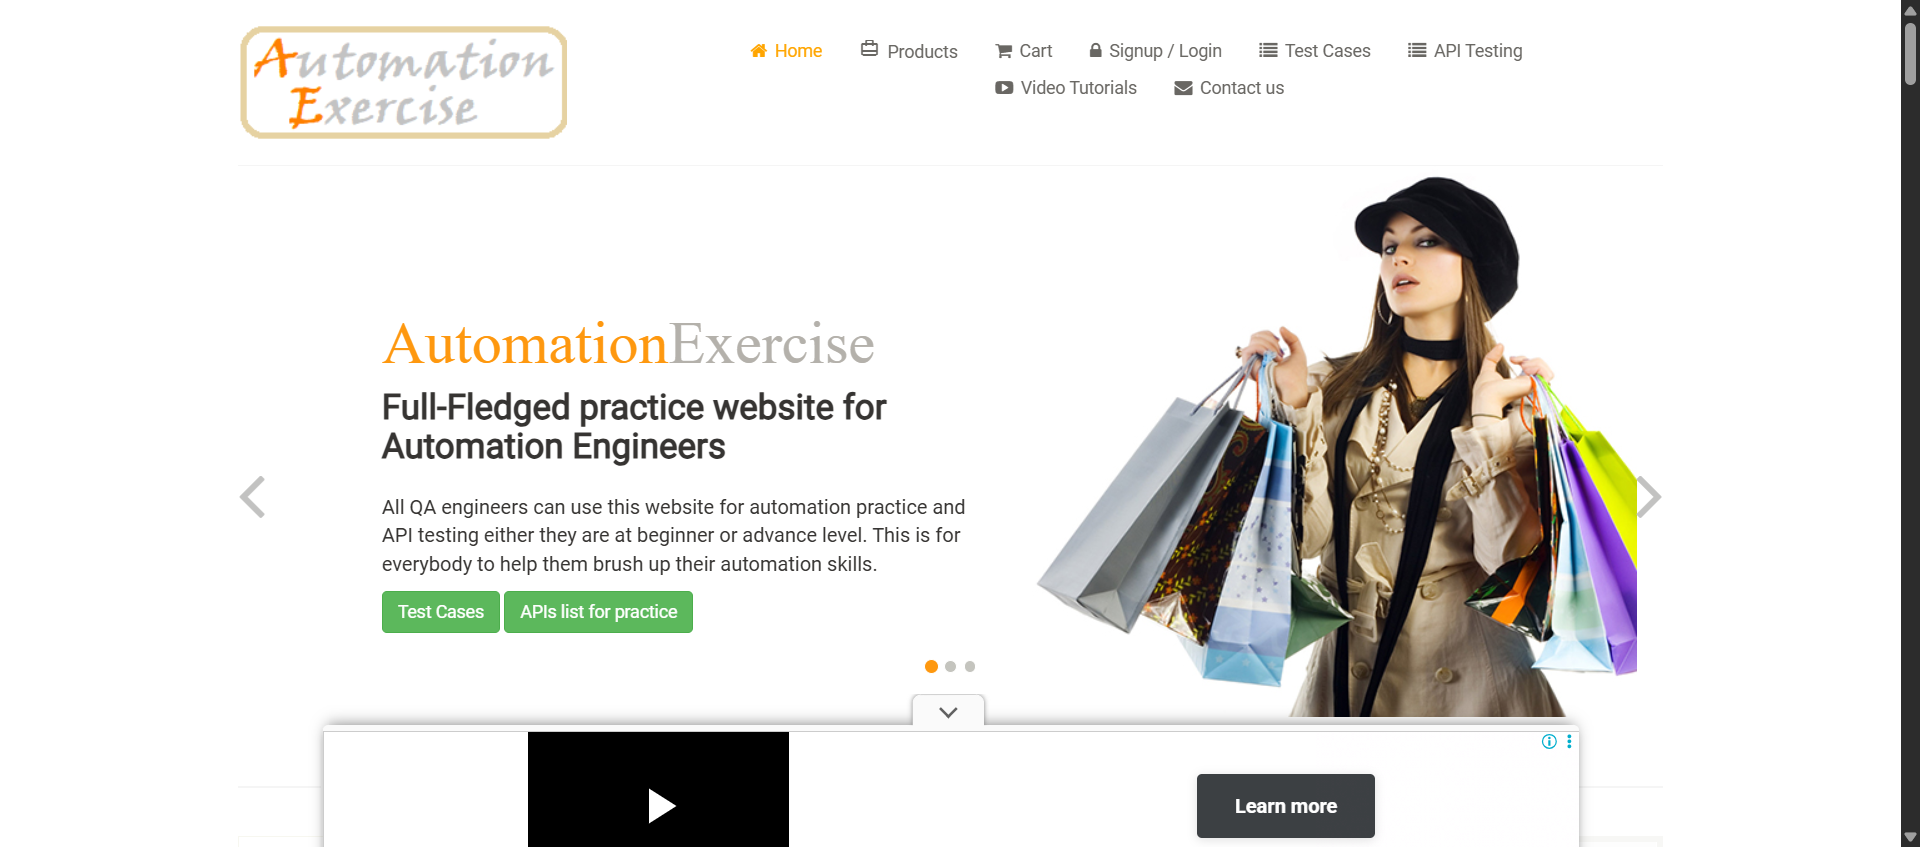 Automation
Exercise
Home
Products
Cart
Signup / Login
Test Cases
API Testing
Video Tutorials
Contact us
AutomationExercise
Full-Fledged practice website for
Automation Engineers
All QA engineers can use this website for automation practice and
API testing either they are at beginner or advance level. This is for
everybody to help them brush up their automation skills.
Test Cases
APIs list for practice
Learn more